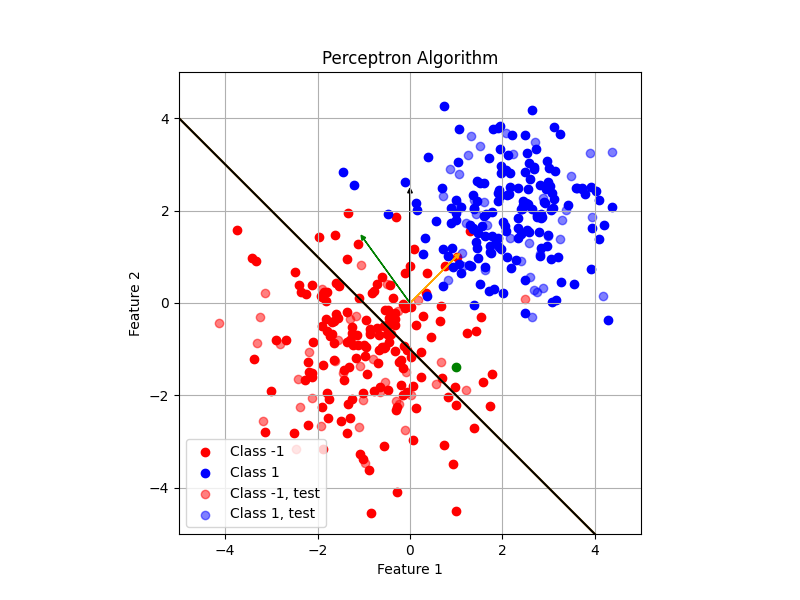 Perceptron Algorithm
4
2
0
−2
−4
Feature 2
Class -1
Class 1
Class -1, test
Class 1, test
−4 −2 0 2 4
Feature 1